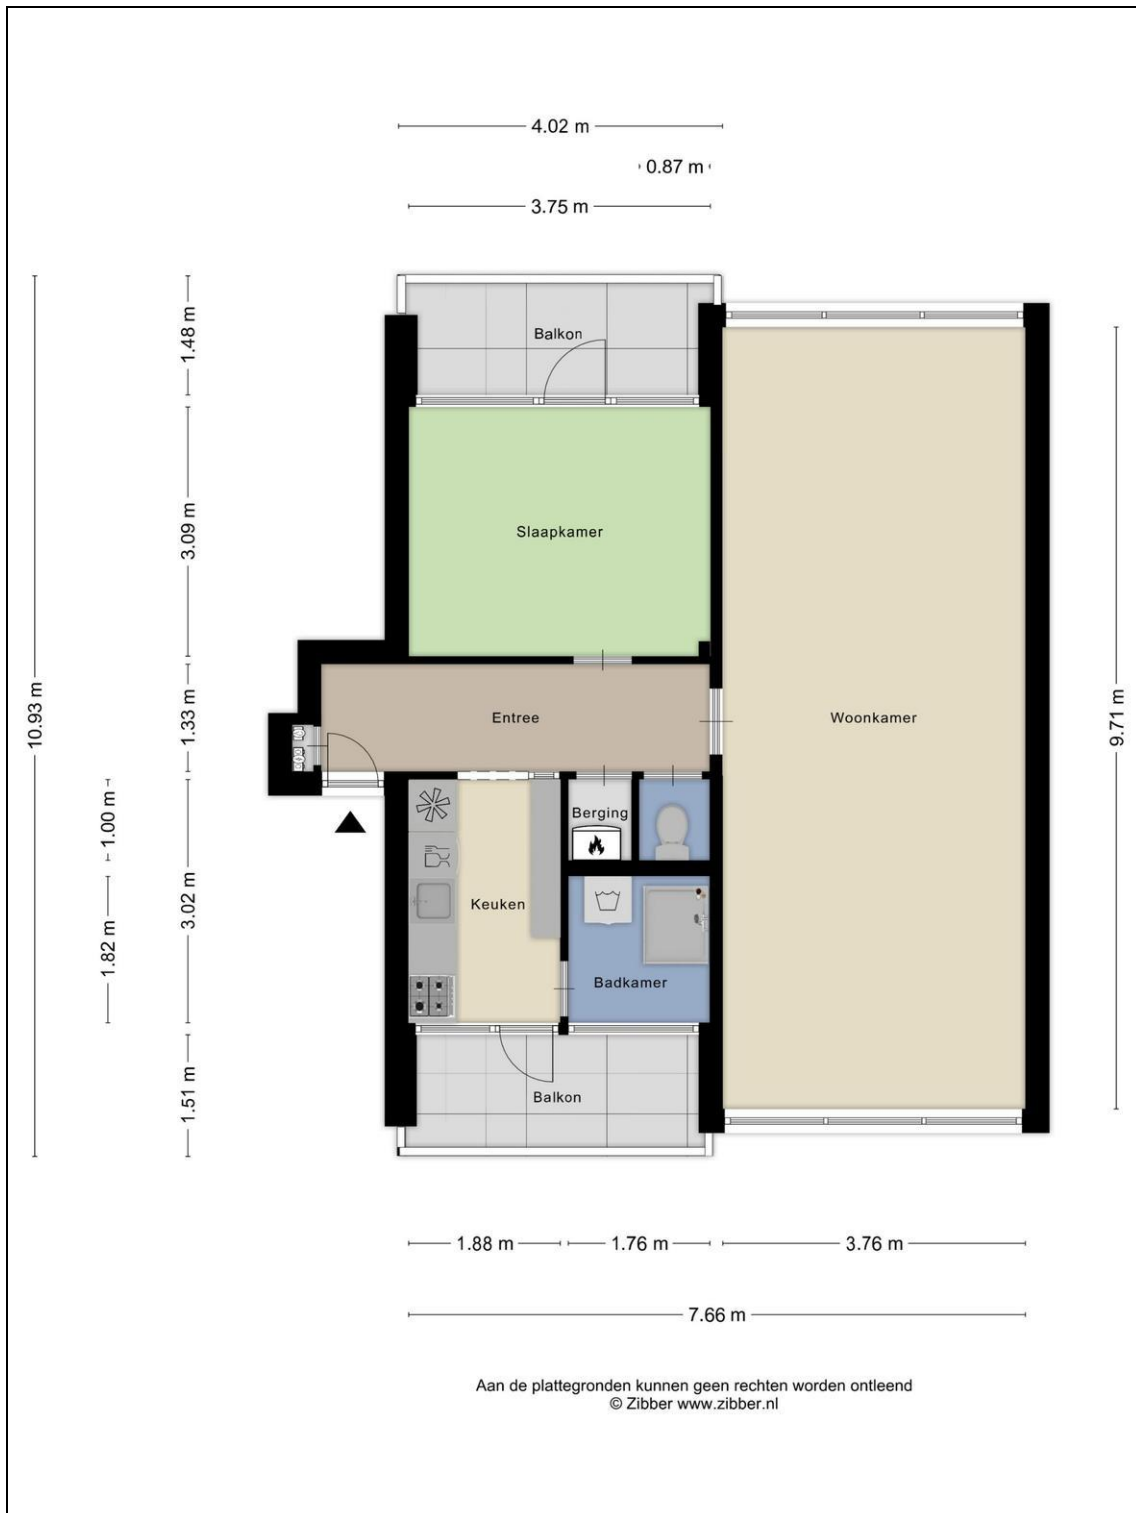 4.02 m
0.87 m
3.75 m
1.48 m
Balkon
3.09 m
Slaapkamer
10.93 m
1.33 m
Entree
Woonkamer
9.71 m
1.00 m
Berging
3.02 m
Keuken
1.82 m
Badkamer
1.51 m
Balkon
1.88 m
1.76 m
3.76 m
7.66 m
Aan de plattegronden kunnen geen rechten worden ontleend
© Zibber www.zibber.nl